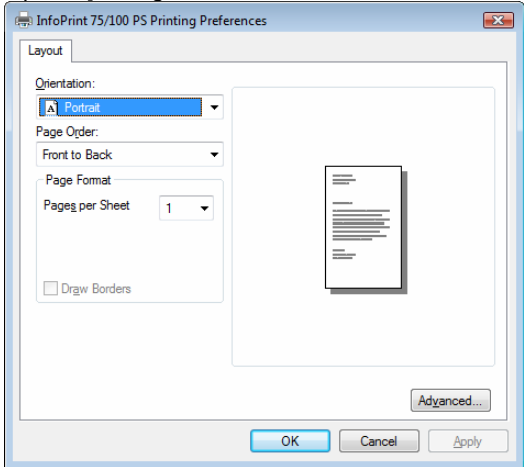 InfoPrint 75/100 PS Printing Preferences
Layout
Orientation:
A Portrait
Page Order:
Front to Back
Page Format
Pages per Sheet 1
Draw Borders
Advanced...
OK Cancel Apply